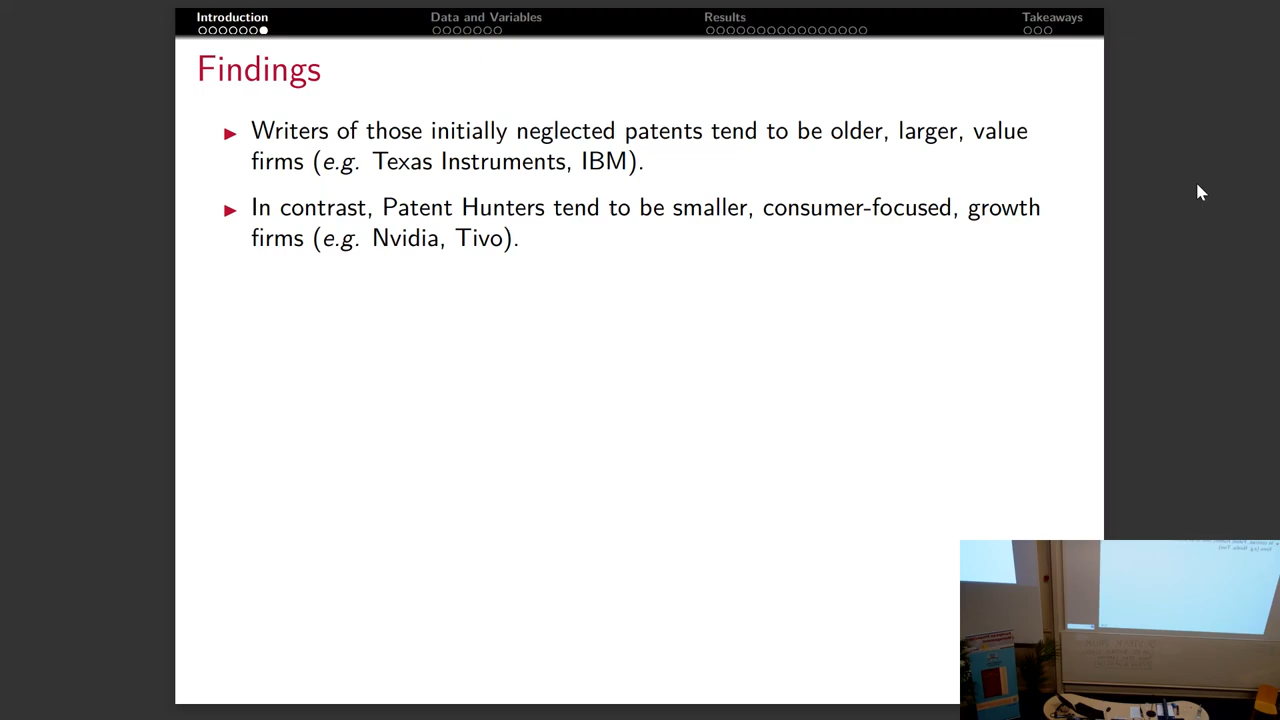 Introduction
Data and Variables
Results
Takeaways
Findings
Writers of those initially neglected patents tend to be older, larger, value
firms (e.g. Texas Instruments, IBM).
In contrast, Patent Hunters tend to be smaller, consumer-focused, growth
firms (e.g. Nvidia, Tivo).